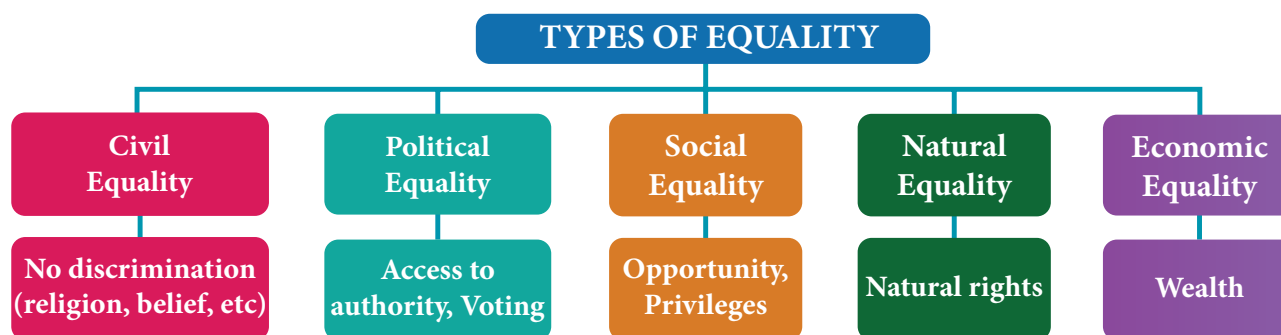 TYPES OF EQUALITY
Civil
Equality
Political
Equality
Social
Equality
Natural
Equality
Economic
Equality
No discrimination
(religion, belief, etc)
Access to
authority, Voting
Opportunity,
Privileges
Natural rights
Wealth